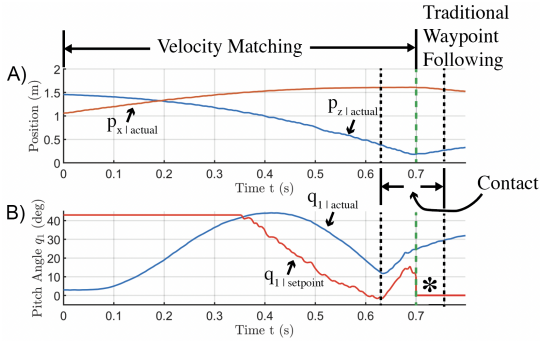 Velocity Matching
Traditional
Waypoint
Following
A)
Position (m)
2
1.5
1
0.5
0
p_x|actual
p_z|actual
0 0.1 0.2 0.3 0.4 0.5 0.6 0.7
Time t (s)
Contact
B)
Pitch Angle q_1 (deg)
40
30
20
10
0
q_1|actual
q_1|setpoint
*
0 0.1 0.2 0.3 0.4 0.5 0.6 0.7
Time t (s)